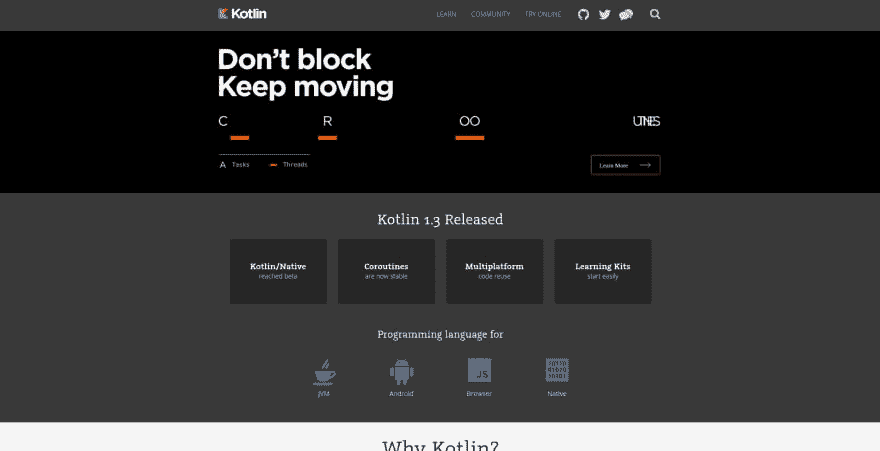 Kotlin
LEARN COMMUNITY TRY ONLINE
Don't block
Keep moving
C R OO
A Tasks Threads
Learn More
Kotlin 1.3 Released
Kotlin/Native Coroutines Multiplatform Learning Kits
reached beta are now stable code reuse start easily
Programming language for
JS
JVM Android Browser Native
Why Kotlin?